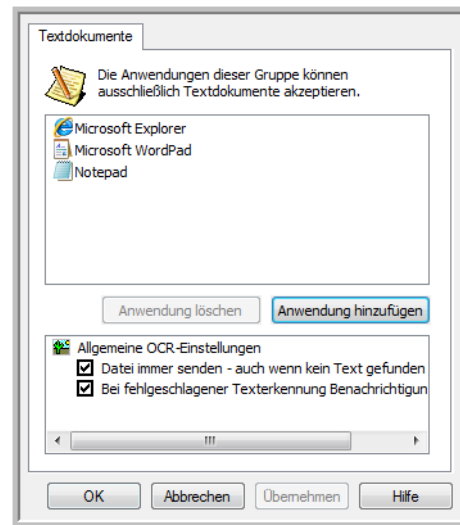 Textdokumente
Die Anwendungen dieser Gruppe können
ausschließlich Textdokumente akzeptieren.
Microsoft Explorer
Microsoft WordPad
Notepad
Anwendung löschen Anwendung hinzufügen
Allgemeine OCR-Einstellungen
Datei immer senden - auch wenn kein Text gefunden
Bei fehlgeschlagener Texterkennung Benachrichtigun
OK Abbrechen Übernehmen Hilfe